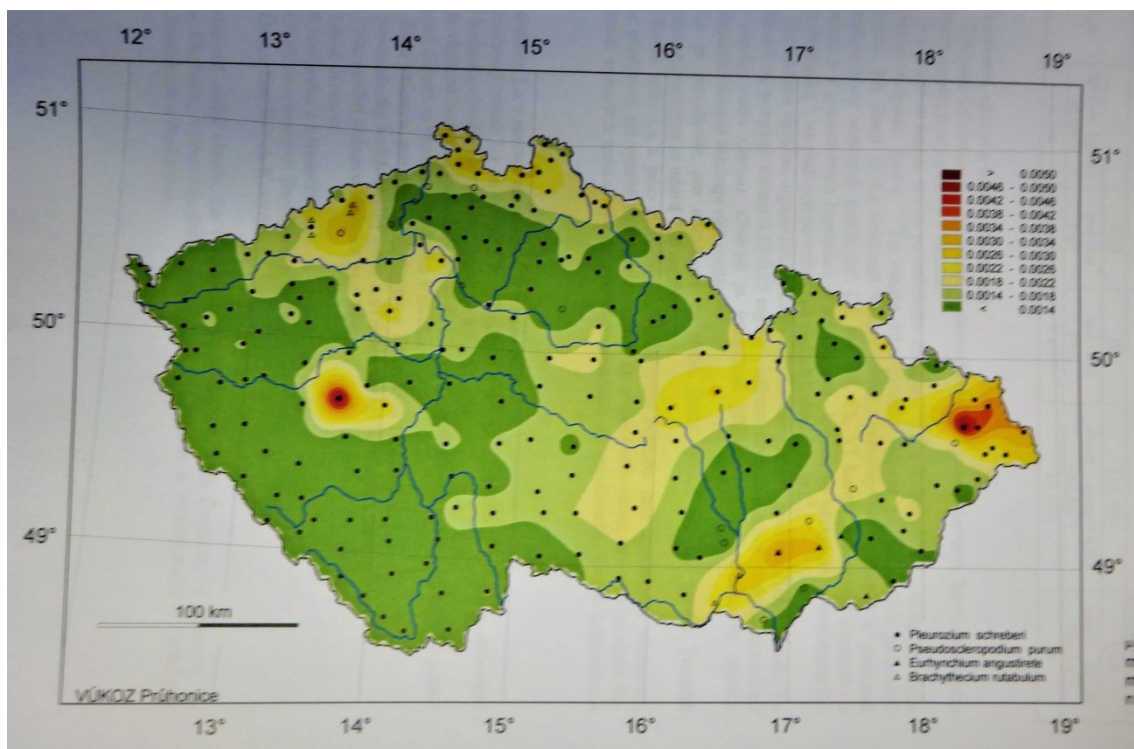 12° 13° 14° 15° 16° 17° 18° 19°
51° 51°
> 0.0050
0.0046 - 0.0050
0.0042 - 0.0046
0.0038 - 0.0042
0.0034 - 0.0038
0.0030 - 0.0034
0.0026 - 0.0030
0.0022 - 0.0026
0.0018 - 0.0022
0.0014 - 0.0018
< 0.0014
50° 50°
49° 49°
100 km
Pleurozium schreberi
Pseudoscleropodium purum
Eurhynchium angustirete
Brachythecium rutabulum
VÚKOZ Průhonice
13° 14° 15° 16° 17° 18° 19°